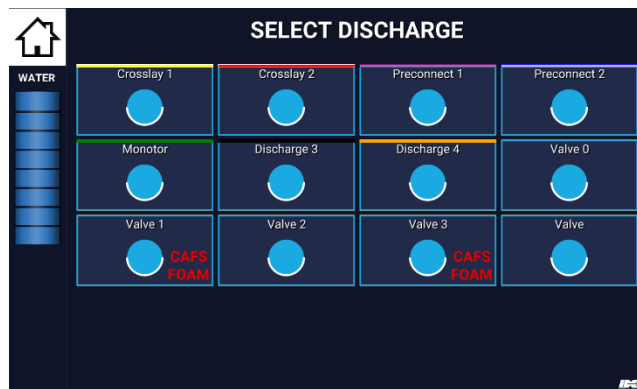 SELECT DISCHARGE
WATER
Crosslay 1
Crosslay 2
Preconnect 1
Preconnect 2
Monotor
Discharge 3
Discharge 4
Valve 0
Valve 1
CAFS
FOAM
Valve 2
Valve 3
CAFS
FOAM
Valve